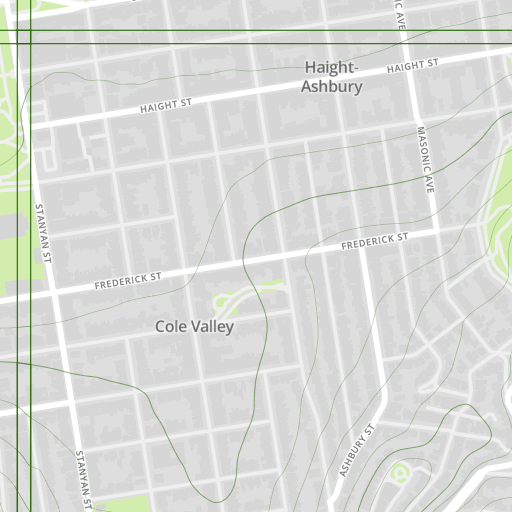 NIC AVE
Haight-
Ashbury
HAIGHT ST
HAIGHT ST
MASONIC AVE
STANYAN ST
FREDERICK ST
FREDERICK ST
Cole Valley
ASHBURY ST
STANYAN ST